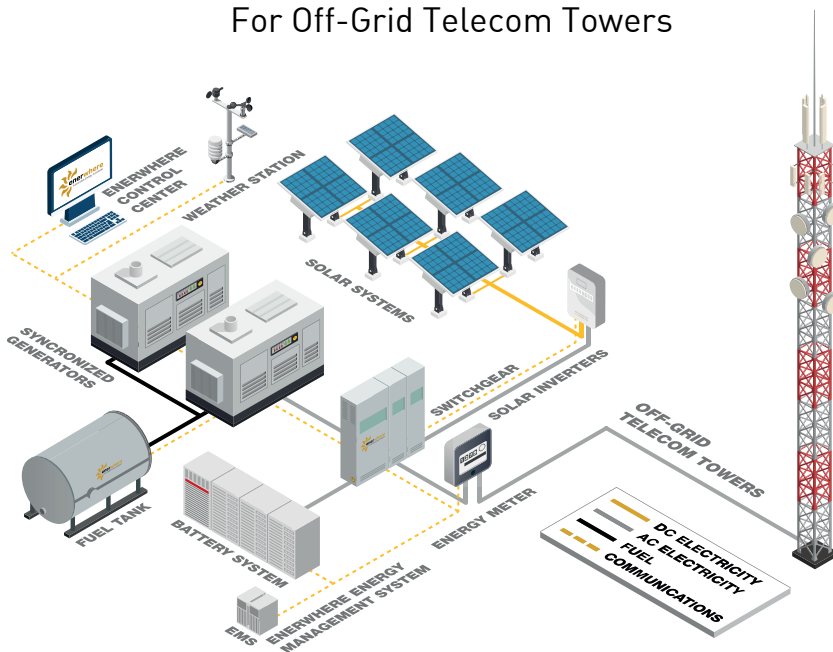 For Off-Grid Telecom Towers
enerwhere
ENERWHERE
CONTROL
CENTER
WEATHER STATION
SOLAR SYSTEMS
SYNCRONIZED
GENERATORS
SWITCHGEAR
SOLAR INVERTERS
OFF-GRID
TELECOM TOWERS
FUEL TANK
BATTERY SYSTEM
ENERGY METER
EMS
ENERWHERE ENERGY
MANAGEMENT SYSTEM
DC ELECTRICITY
AC ELECTRICITY
FUEL
COMMUNICATIONS